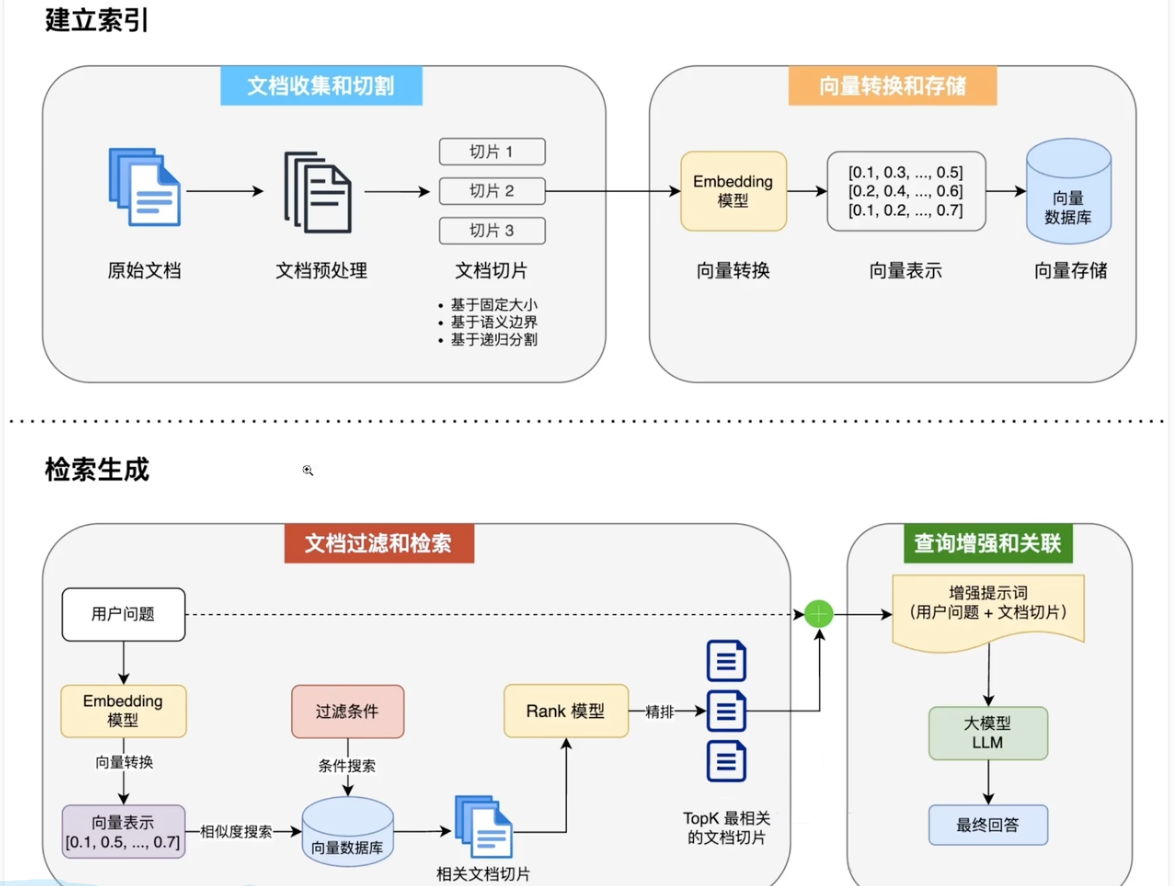 建立索引
文档收集和切割
向量转换和存储
切片 1
切片 2
切片 3
Embedding
模型
[0.1, 0.3, ..., 0.5]
[0.2, 0.4, ..., 0.6]
[0.1, 0.2, ..., 0.7]
向量
数据库
原始文档
文档预处理
文档切片
向量转换
向量表示
向量存储
• 基于固定大小
• 基于语义边界
• 基于递归分割
检索生成
文档过滤和检索
查询增强和关联
用户问题
增强提示词
(用户问题 + 文档切片)
Embedding
模型
过滤条件
Rank 模型
精排
大模型
LLM
向量转换
条件搜索
向量表示
[0.1, 0.5, ..., 0.7]
相似度搜索
向量数据库
相关文档切片
TopK 最相关
的文档切片
最终回答